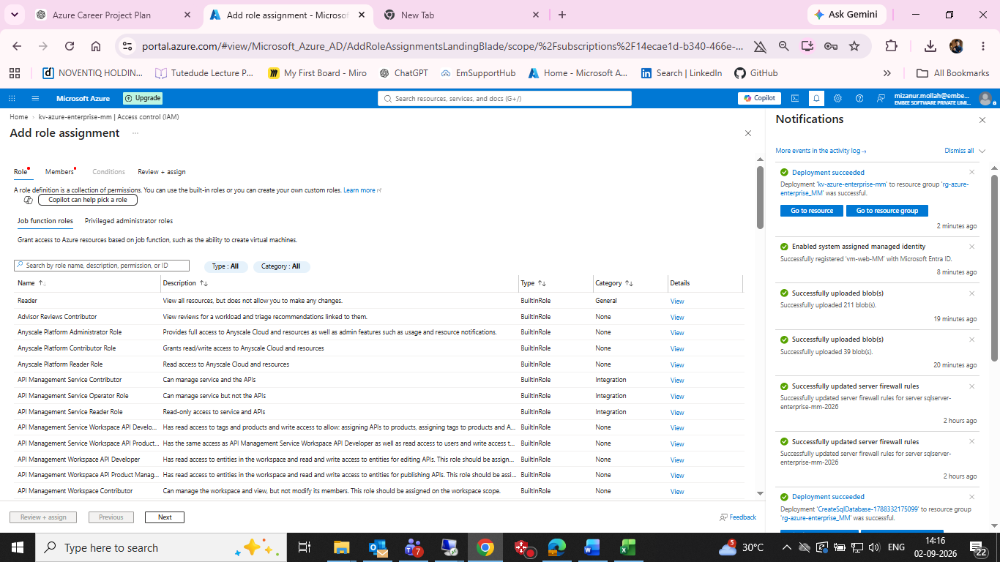 Azure Career Project Plan
Add role assignment - Microsof
New Tab
Ask Gemini
portal.azure.com/#view/Microsoft_Azure_AD/AddRoleAssignmentsLandingBlade/scope/%2Fsubscriptions%2F14ecae1d-b340-466e-...
NOVENTIQ HOLDIN...
Tutedude Lecture P...
My First Board - Miro
ChatGPT
EmSupportHub
Home - Microsoft A...
Search | LinkedIn
GitHub
All Bookmarks
Microsoft Azure
Upgrade
Search resources, services, and docs (G+/)
Copilot
mizanur.mollah@embe...
EMBEE SOFTWARE PRIVATE LIMI...
Home > kv-azure-enterprise-mm | Access control (IAM)
Add role assignment ...
Role
Members
Conditions
Review + assign
A role definition is a collection of permissions. You can use the built-in roles or you can create your own custom roles. Learn more
Copilot can help pick a role
Job function roles
Privileged administrator roles
Grant access to Azure resources based on job function, such as the ability to create virtual machines.
Search by role name, description, permission, or ID
Type : All
Category : All
Name ↑↓ Description ↑↓ Type ↑↓ Category ↑↓ Details
Reader View all resources, but does not allow you to make any changes. BuiltInRole General View
Advisor Reviews Contributor View reviews for a workload and triage recommendations linked to them. BuiltInRole None View
Anyscale Platform Administrator Role Provides full access to Anyscale Cloud and resources as well as admin features such as usage and resource notifications. BuiltInRole None View
Anyscale Platform Contributor Role Grants read/write access to Anyscale Cloud and resources BuiltInRole None View
Anyscale Platform Reader Role Read access to Anyscale Cloud and resources BuiltInRole None View
API Management Service Contributor Can manage service and the APIs BuiltInRole Integration View
API Management Service Operator Role Can manage service but not the APIs BuiltInRole Integration View
API Management Service Reader Role Read-only access to service and APIs BuiltInRole Integration View
API Management Service Workspace API Develo... Has read access to tags and products and write access to allow: assigning APIs to products, assigning tags to products and A... BuiltInRole None View
API Management Service Workspace API Product... Has the same access as API Management Service Workspace API Developer as well as read access to users and write access t... BuiltInRole None View
API Management Workspace API Developer Has read access to entities in the workspace and read and write access to entities for editing APIs. This role should be assign... BuiltInRole None View
API Management Workspace API Product Manag... Has read access to entities in the workspace and read and write access to entities for publishing APIs. This role should be assi... BuiltInRole None View
API Management Workspace Contributor Can manage the workspace and view, but not modify its members. This role should be assigned on the workspace scope. BuiltInRole None View
Review + assign
Previous
Next
Feedback
Notifications
More events in the activity log →
Dismiss all
Deployment succeeded
Deployment 'kv-azure-enterprise-mm' to resource group 'rg-azure-
enterprise_MM' was successful.
Go to resource
Go to resource group
2 minutes ago
Enabled system assigned managed identity
Successfully registered 'vm-web-MM' with Microsoft Entra ID.
8 minutes ago
Successfully uploaded blob(s)
Successfully uploaded 211 blob(s).
19 minutes ago
Successfully uploaded blob(s)
Successfully uploaded 39 blob(s).
20 minutes ago
Successfully updated server firewall rules
Successfully updated server firewall rules for server sqlserver-
enterprise-mm-2026
2 hours ago
Successfully updated server firewall rules
Successfully updated server firewall rules for server sqlserver-
enterprise-mm-2026
2 hours ago
Deployment succeeded
Deployment 'CreateSqlDatabase-1788332175099' to resource group
'rg-azure-enterprise_MM' was successful.
Type here to search
7
5
30°C
ENG
14:16
02-09-2026
22